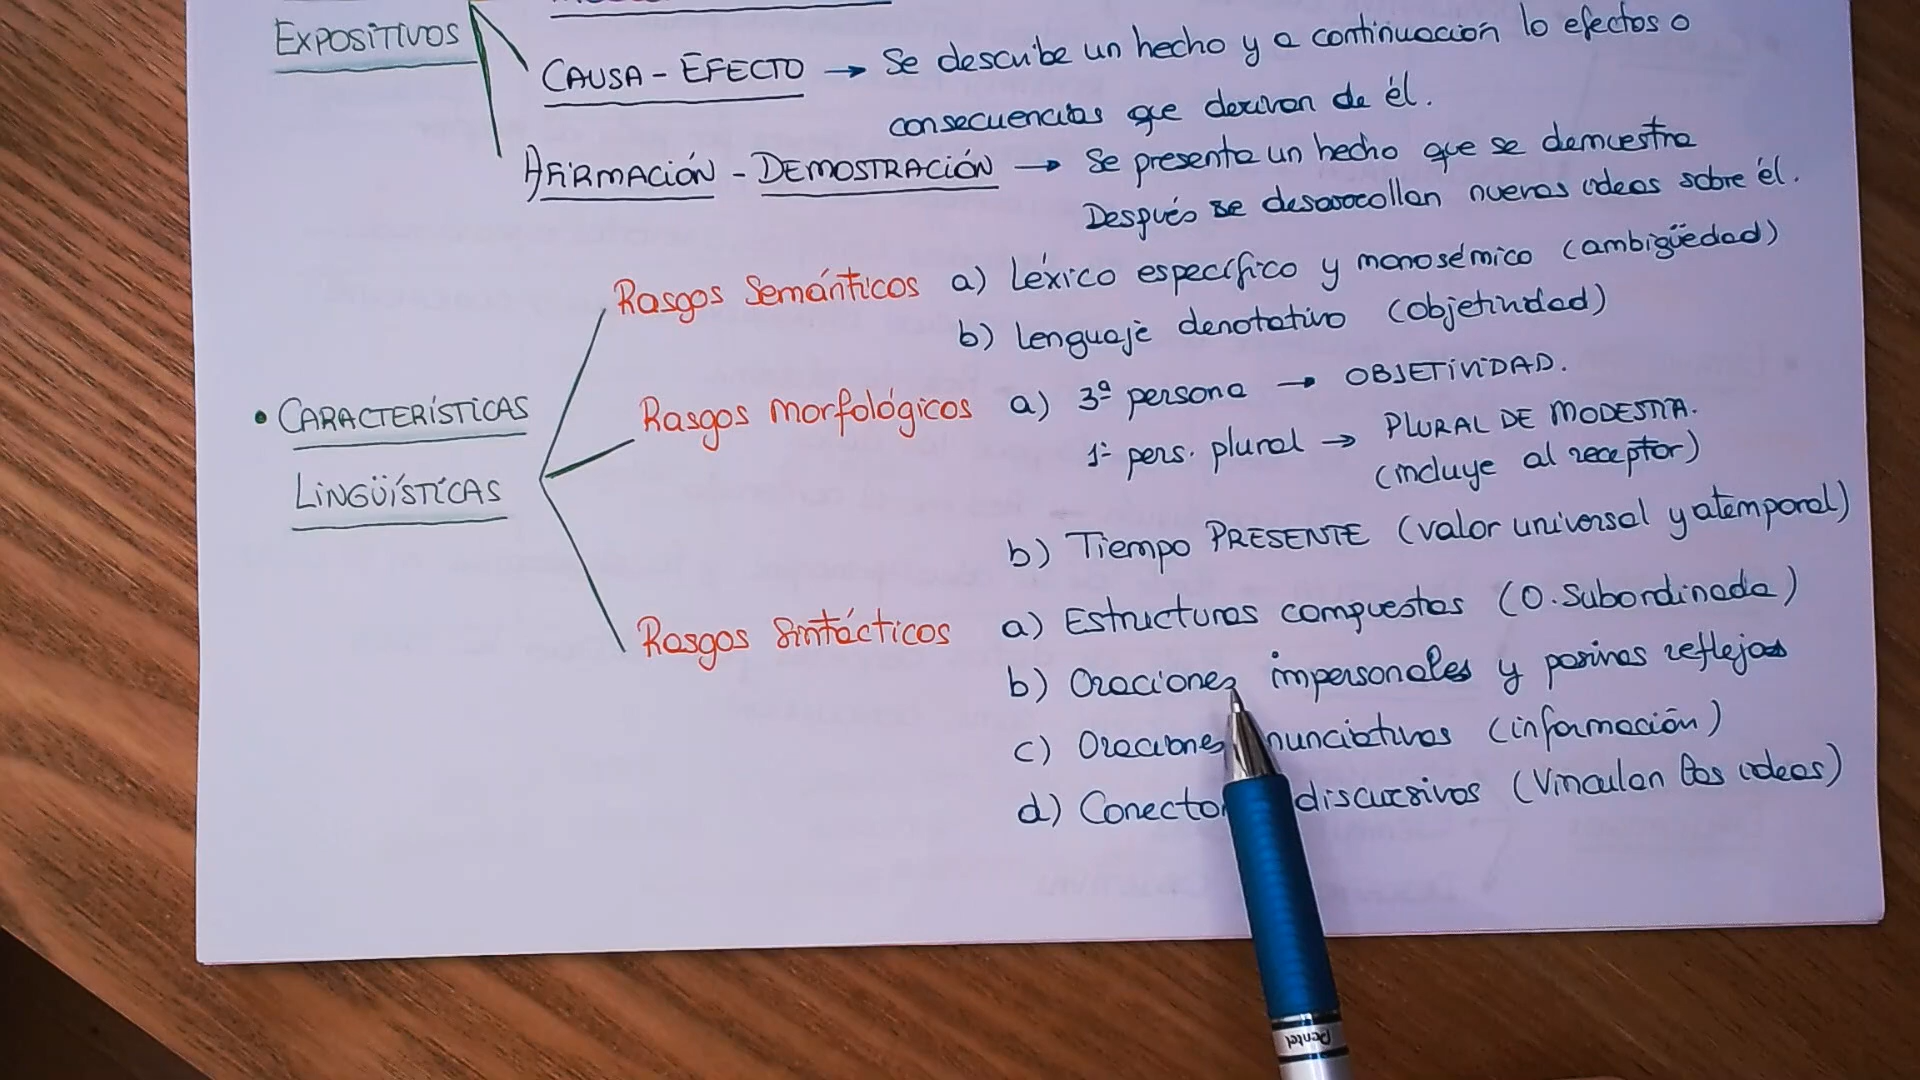 EXPOSITIVOS
CAUSA - EFECTO → Se describe un hecho y a continuación lo efectos o
consecuencias que derivan de él.
AFIRMACIÓN - DEMOSTRACIÓN → Se presenta un hecho que se demuestra
Después se desarrollan nuevas ideas sobre él.
Rasgos Semánticos a) Léxico específico y monosémico (ambigüedad)
b) Lenguaje denotativo (objetividad)
• CARACTERÍSTICAS
LINGÜÍSTICAS
Rasgos morfológicos a) 3ª persona → OBJETIVIDAD.
1ª pers. plural → PLURAL DE MODESTIA.
(incluye al receptor)
b) Tiempo PRESENTE (valor universal y atemporal)
Rasgos Sintácticos a) Estructuras compuestas (O. Subordinada)
b) Oraciones impersonales y pasivas reflejas
c) Oraciones nunciativas (información)
d) Conecto discursivos (Vinculan las ideas)
Pentel